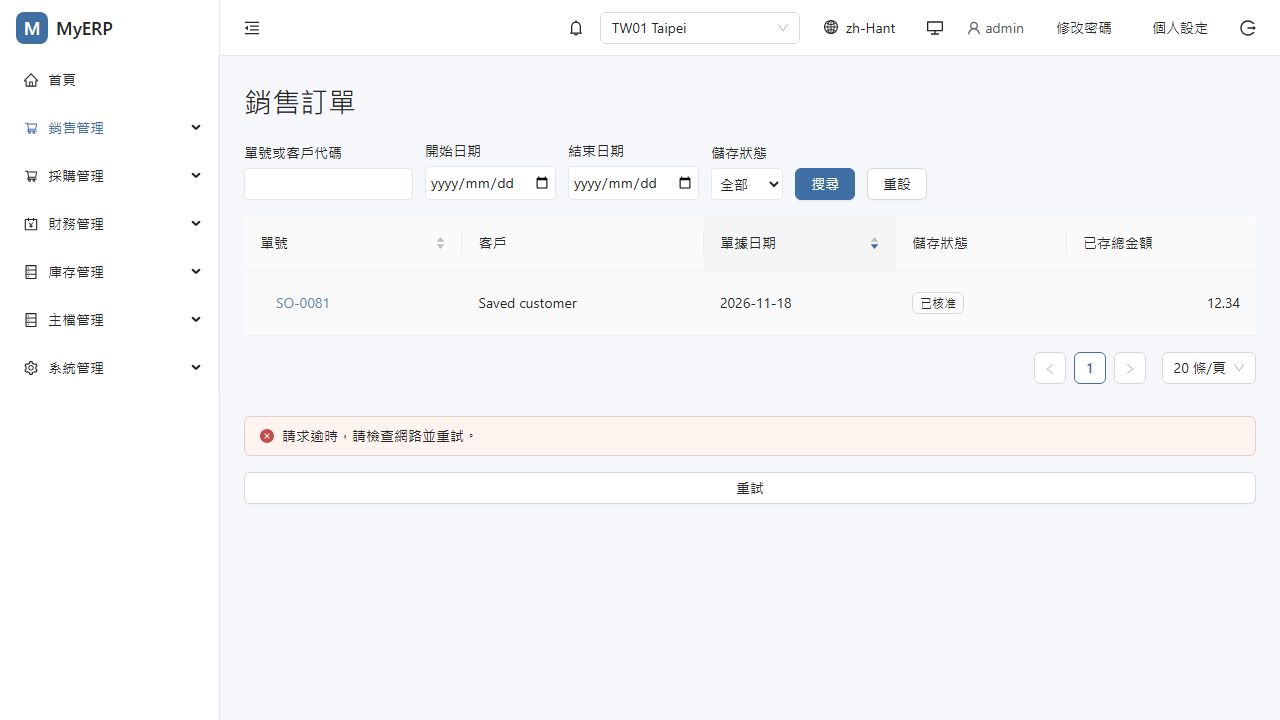 M MyERP
TW01 Taipei
zh-Hant
admin
修改密碼
個人設定
首頁
銷售管理
採購管理
財務管理
庫存管理
主檔管理
系統管理
銷售訂單
單號或客戶代碼
開始日期
yyyy/mm/dd
結束日期
yyyy/mm/dd
儲存狀態
全部
搜尋
重設
單號 客戶 單據日期 儲存狀態 已存總金額
SO-0081 Saved customer 2026-11-18 已核准 12.34
1
20 條/頁
請求逾時，請檢查網路並重試。
重試